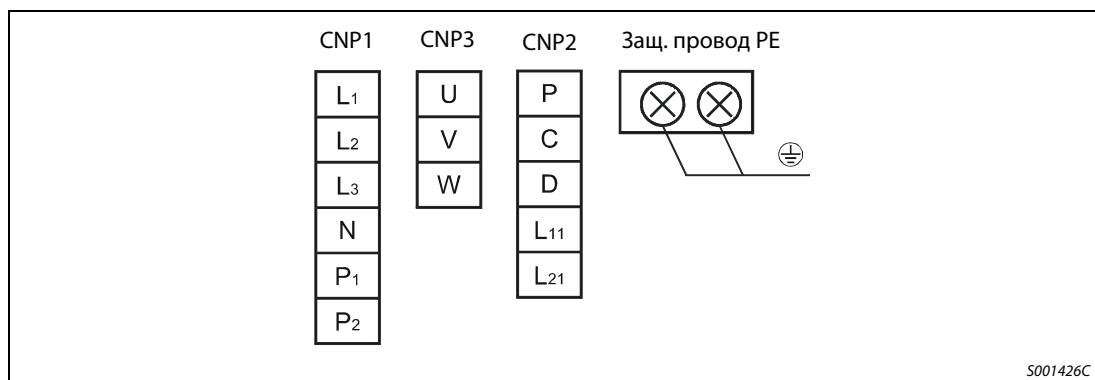 CNP1 CNP3 CNP2 Защ. провод PE
L1 U P
L2 V C
L3 W D
N L11
P1 L21
P2
S001426C